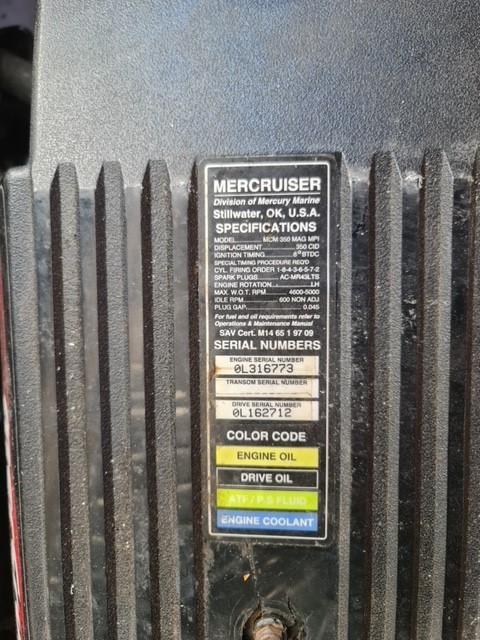 MERCRUISER
Division of Mercury Marine
Stillwater, OK, U.S.A.
SPECIFICATIONS
MODEL............MCM 350 MAG MPI
DISPLACEMENT............350 CID
IGNITION TIMING............8° BTDC
SPECIAL TIMING PROCEDURE REQ'D
CYL. FIRING ORDER 1-8-4-3-6-5-7-2
SPARK PLUGS............AC-MR43LTS
ENGINE ROTATION............LH
MAX. W.O.T. RPM............4600-5000
IDLE RPM............600 NON ADJ
PLUG GAP............0.045
For fuel and oil requirements refer to
Operations & Maintenance Manual
SAV Cert. M14 65 1 97 09
SERIAL NUMBERS
ENGINE SERIAL NUMBER
0L316773
TRANSOM SERIAL NUMBER
DRIVE SERIAL NUMBER
0L162712
COLOR CODE
ENGINE OIL
DRIVE OIL
ATF / P.S FLUID
ENGINE COOLANT